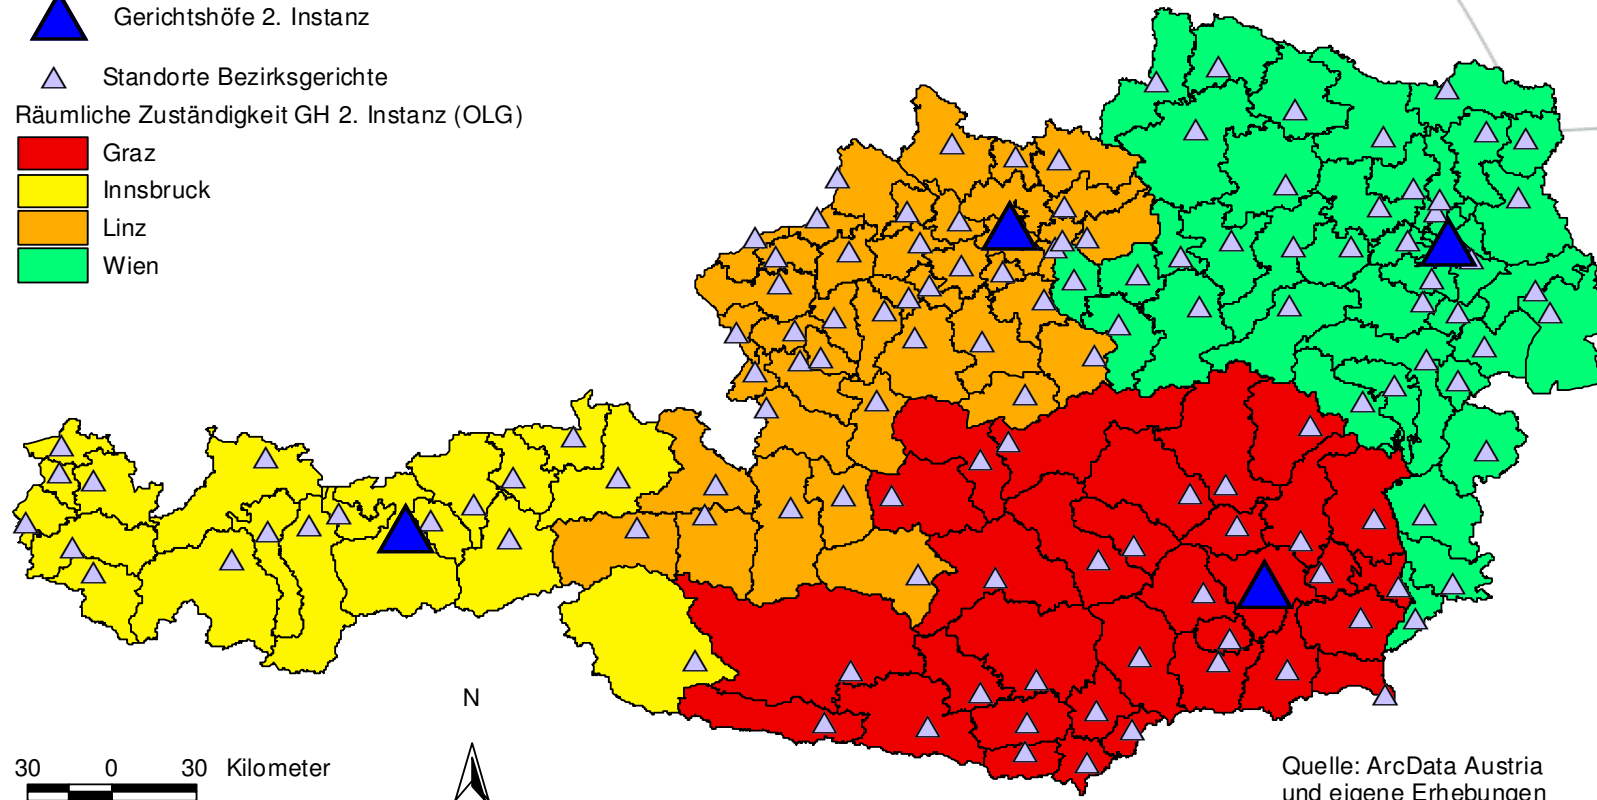 Gerichtshöfe 2. Instanz
Standorte Bezirksgerichte
Räumliche Zuständigkeit GH 2. Instanz (OLG)
Graz
Innsbruck
Linz
Wien
N
30 0 30 Kilometer
Quelle: ArcData Austria
und eigene Erhebungen